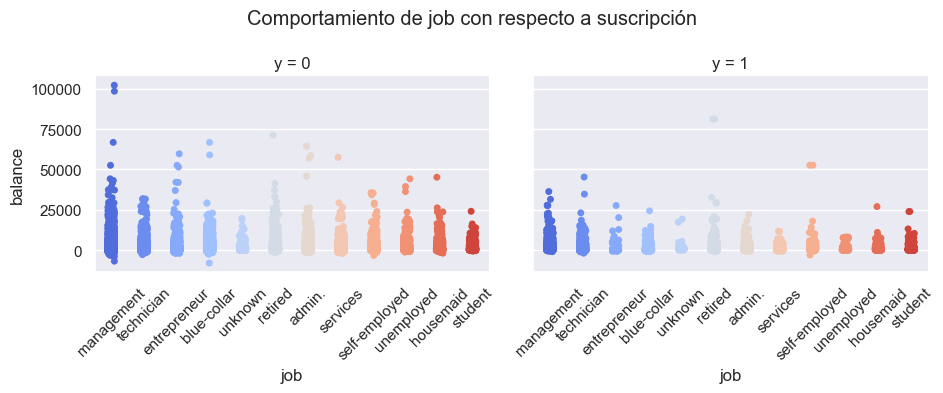 Comportamiento de job con respecto a suscripción
y = 0
y = 1
balance
100000
75000
50000
25000
0
management
technician
entrepreneur
blue-collar
unknown
retired
admin.
services
self-employed
unemployed
housemaid
student
job
management
technician
entrepreneur
blue-collar
unknown
retired
admin.
services
self-employed
unemployed
housemaid
student
job